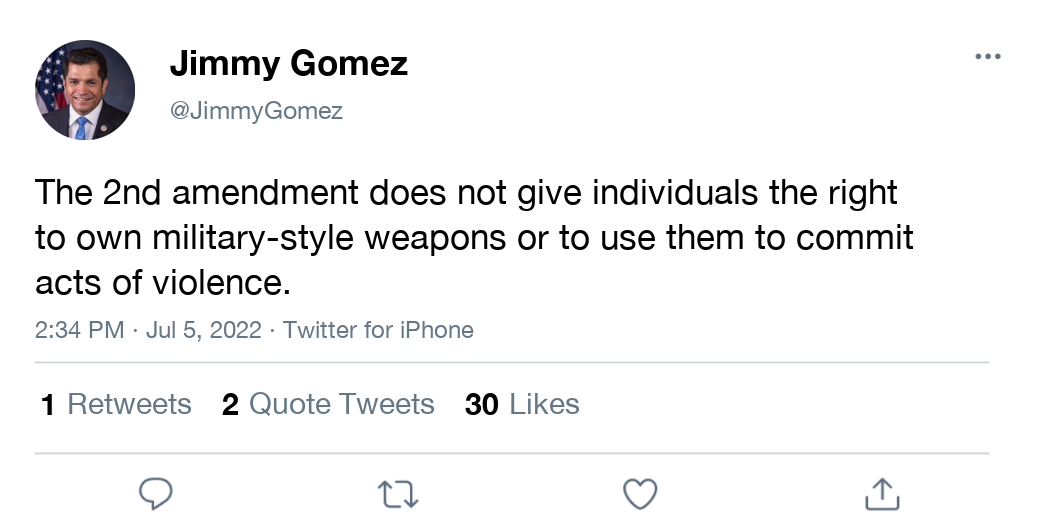 Jimmy Gomez
@JimmyGomez
The 2nd amendment does not give individuals the right
to own military-style weapons or to use them to commit
acts of violence.
2:34 PM · Jul 5, 2022 · Twitter for iPhone
1 Retweets 2 Quote Tweets 30 Likes